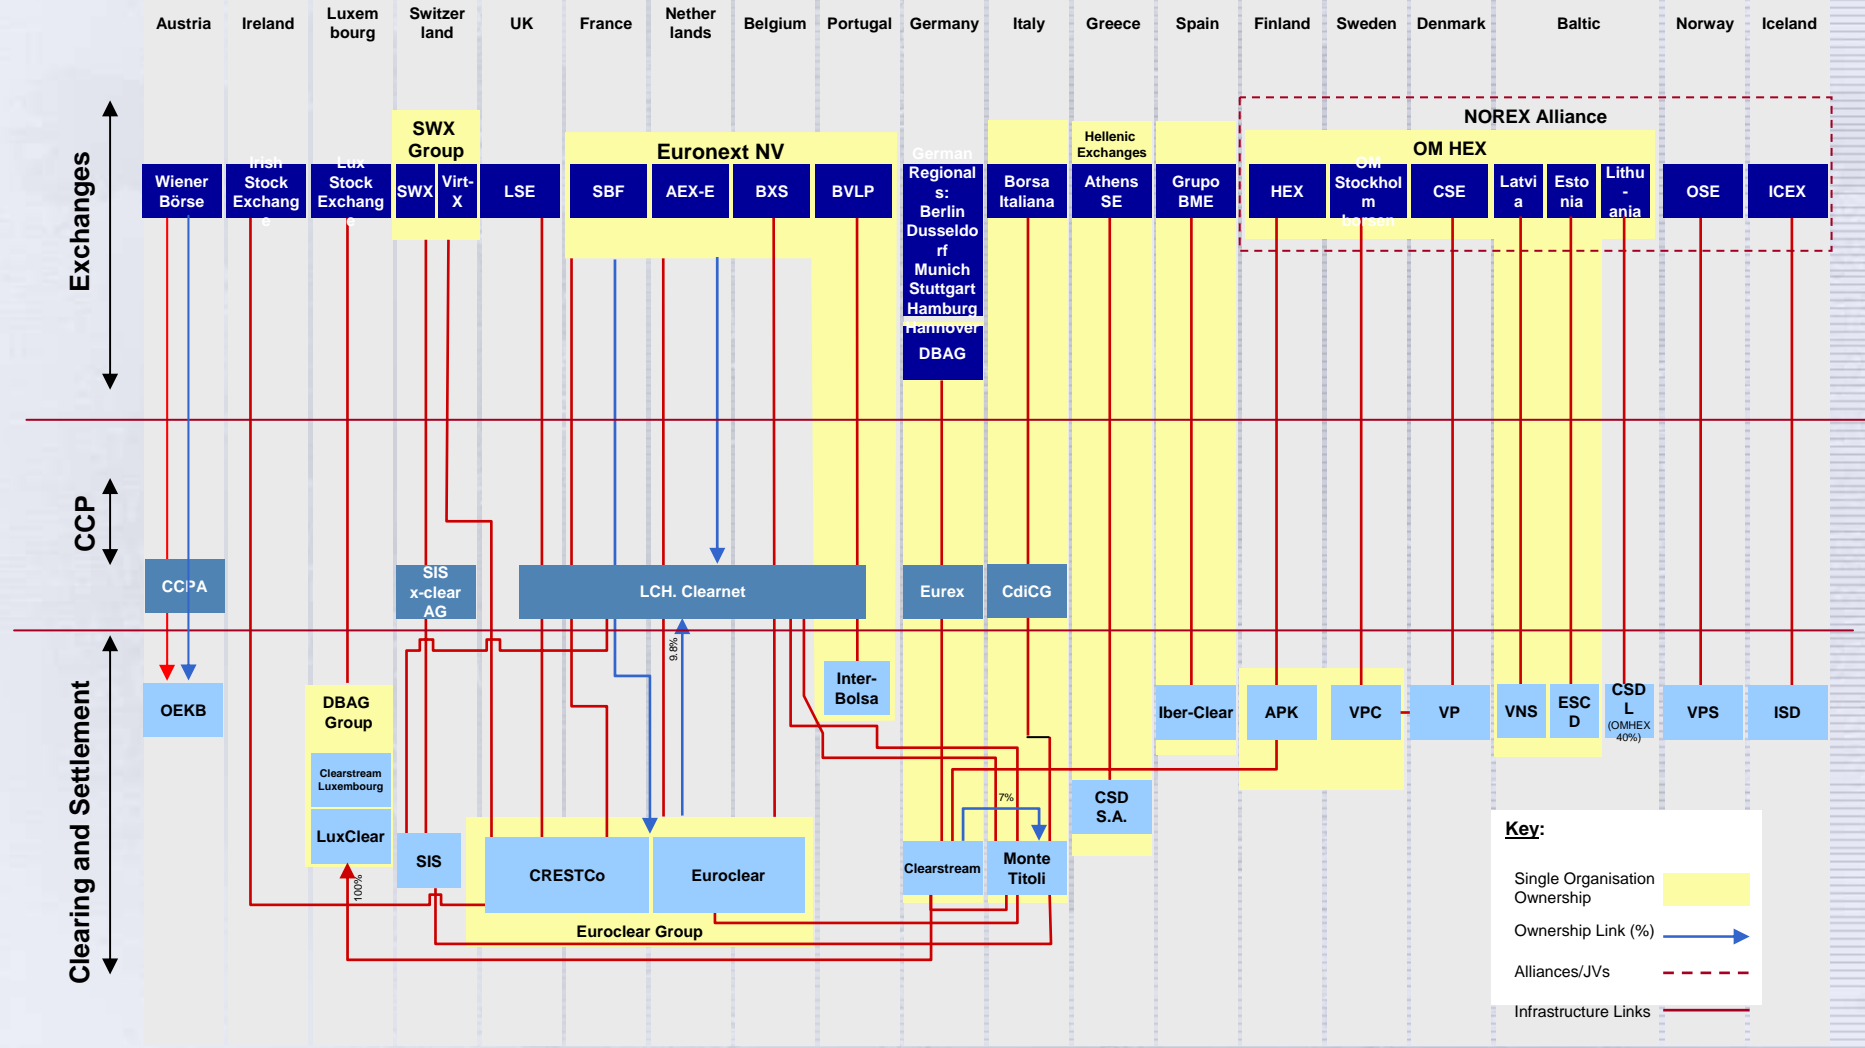 Austria
Ireland
Luxem
bourg
Switzer
land
UK
France
Nether
lands
Belgium
Portugal
Germany
Italy
Greece
Spain
Finland
Sweden
Denmark
Baltic
Norway
Iceland
Exchanges
CCP
Clearing and Settlement
NOREX Alliance
SWX
Group
Euronext NV
Hellenic
Exchanges
OM HEX
Wiener
Börse
Irish
Stock
Exchang
e
Lux
Stock
Exchang
e
SWX
Virt-
X
LSE
SBF
AEX-E
BXS
BVLP
German
Regional
s:
Berlin
Dusseldo
rf
Munich
Stuttgart
Hamburg
Hannover
DBAG
Borsa
Italiana
Athens
SE
Grupo
BME
HEX
OM
Stockhol
m
borsen
CSE
Latvi
a
Esto
nia
Lithu
-
ania
OSE
ICEX
CCPA
SIS
x-clear
AG
LCH. Clearnet
Eurex
CdiCG
9.8%
OEKB
DBAG
Group
Clearstream
Luxembourg
LuxClear
100%
SIS
CRESTCo
Euroclear
Euroclear Group
Inter-
Bolsa
Clearstream
7%
Monte
Titoli
CSD
S.A.
Iber-Clear
APK
VPC
VP
VNS
ESC
D
CSD
L
(OMHEX
40%)
VPS
ISD
Key:
Single Organisation
Ownership
Ownership Link (%)
Alliances/JVs
Infrastructure Links